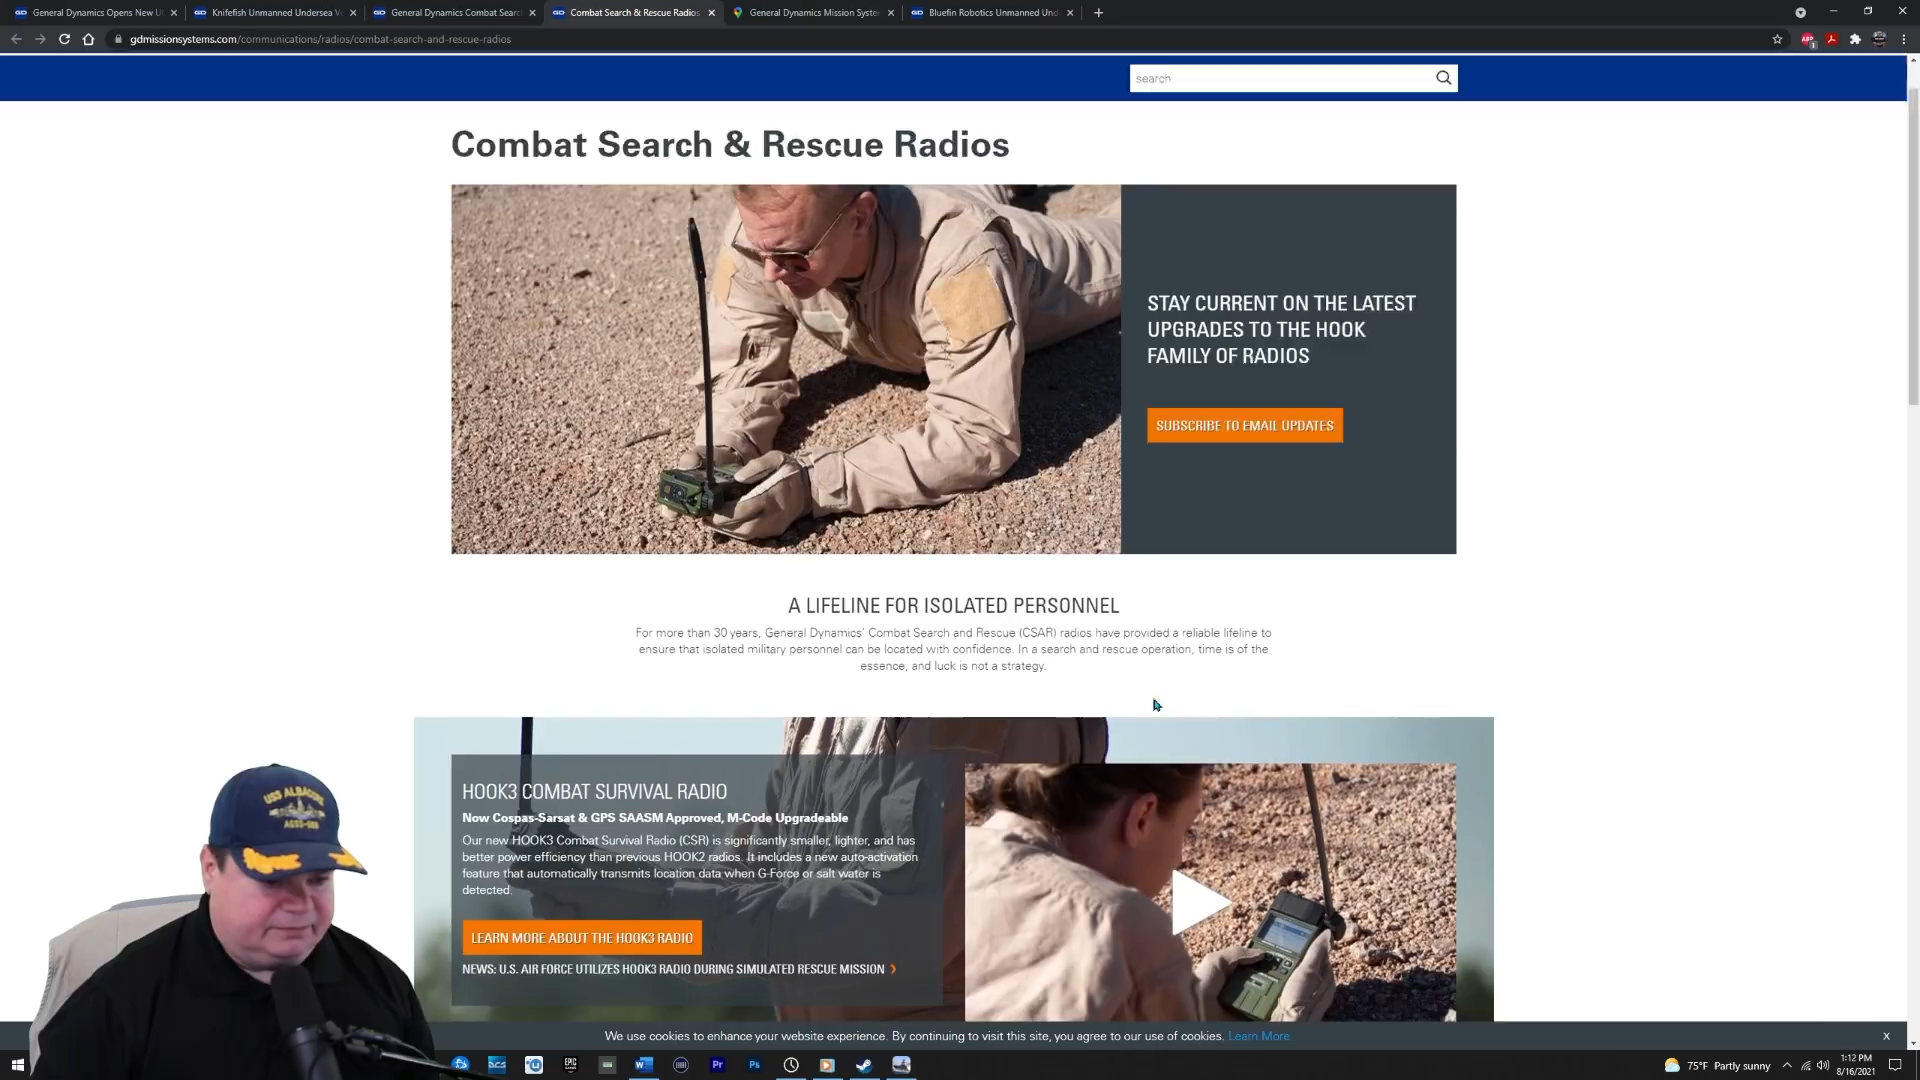 General Dynamics Opens New U
Knifefish Unmanned Undersea V
General Dynamics Combat Searc
Combat Search & Rescue Radios
General Dynamics Mission Syste
Bluefin Robotics Unmanned Und
gdmissionsystems.com/communications/radios/combat-search-and-rescue-radios
search
Combat Search & Rescue Radios
STAY CURRENT ON THE LATEST
UPGRADES TO THE HOOK
FAMILY OF RADIOS
SUBSCRIBE TO EMAIL UPDATES
A LIFELINE FOR ISOLATED PERSONNEL
For more than 30 years, General Dynamics' Combat Search and Rescue (CSAR) radios have provided a reliable lifeline to
ensure that isolated military personnel can be located with confidence. In a search and rescue operation, time is of the
essence, and luck is not a strategy.
HOOK3 COMBAT SURVIVAL RADIO
Now Cospas-Sarsat & GPS SAASM Approved, M-Code Upgradeable
Our new HOOK3 Combat Survival Radio (CSR) is significantly smaller, lighter, and has
better power efficiency than previous HOOK2 radios. It includes a new auto-activation
feature that automatically transmits location data when G-Force or salt water is
detected.
LEARN MORE ABOUT THE HOOK3 RADIO
NEWS: U.S. AIR FORCE UTILIZES HOOK3 RADIO DURING SIMULATED RESCUE MISSION
USS ALBACORE
We use cookies to enhance your website experience. By continuing to visit this site, you agree to our use of cookies. Learn More
X
75°F Partly sunny
1:12 PM
8/16/2021